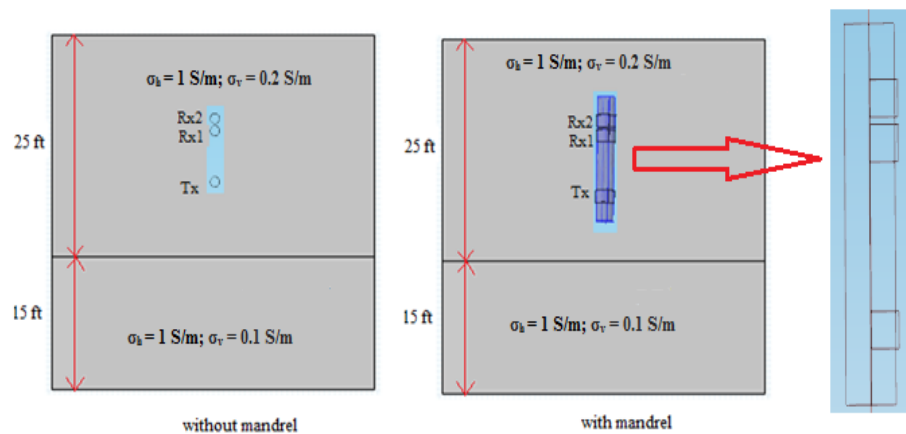 σh = 1 S/m; σv = 0.2 S/m
Rx2
Rx1
Tx
25 ft
15 ft
σh = 1 S/m; σv = 0.1 S/m
without mandrel
σh = 1 S/m; σv = 0.2 S/m
Rx2
Rx1
Tx
25 ft
15 ft
σh = 1 S/m; σv = 0.1 S/m
with mandrel